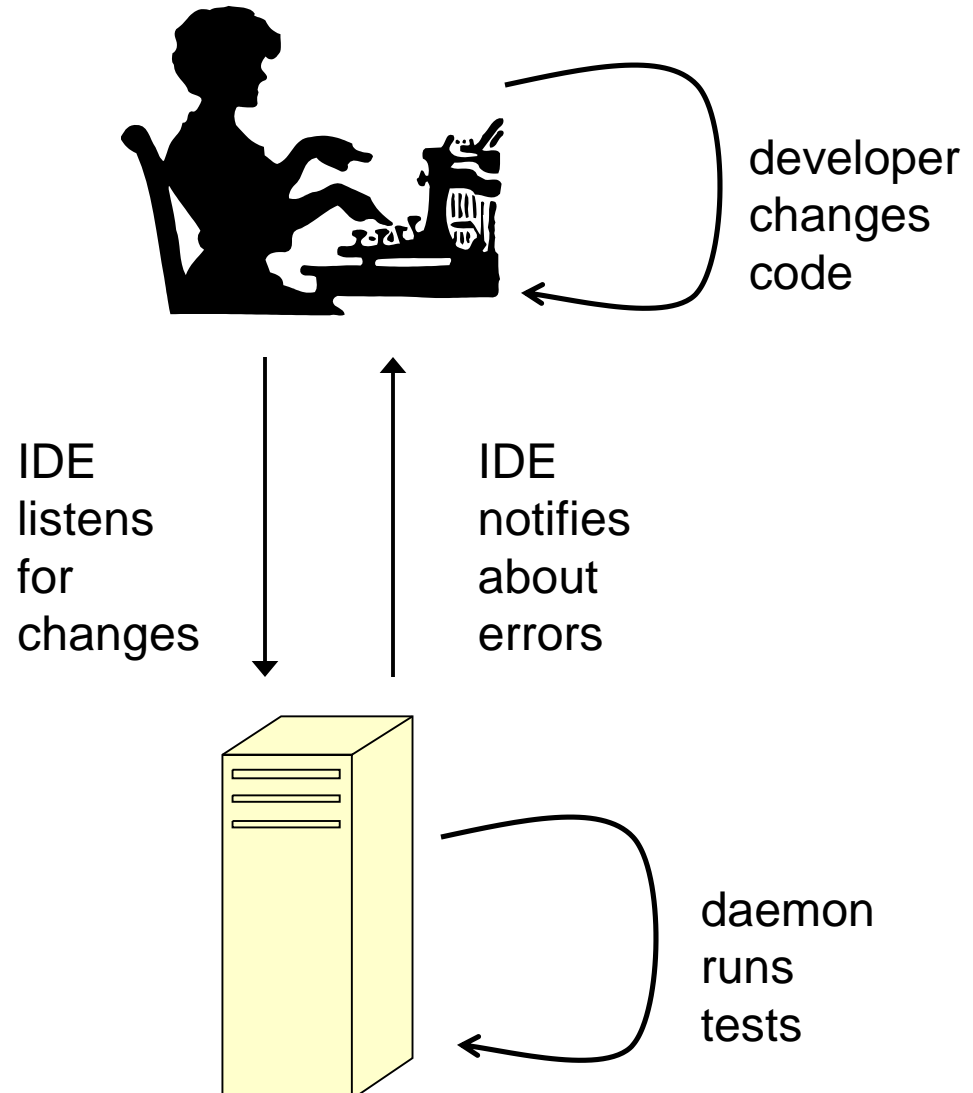 developer
changes
code
IDE
listens
for
changes
IDE
notifies
about
errors
daemon
runs
tests